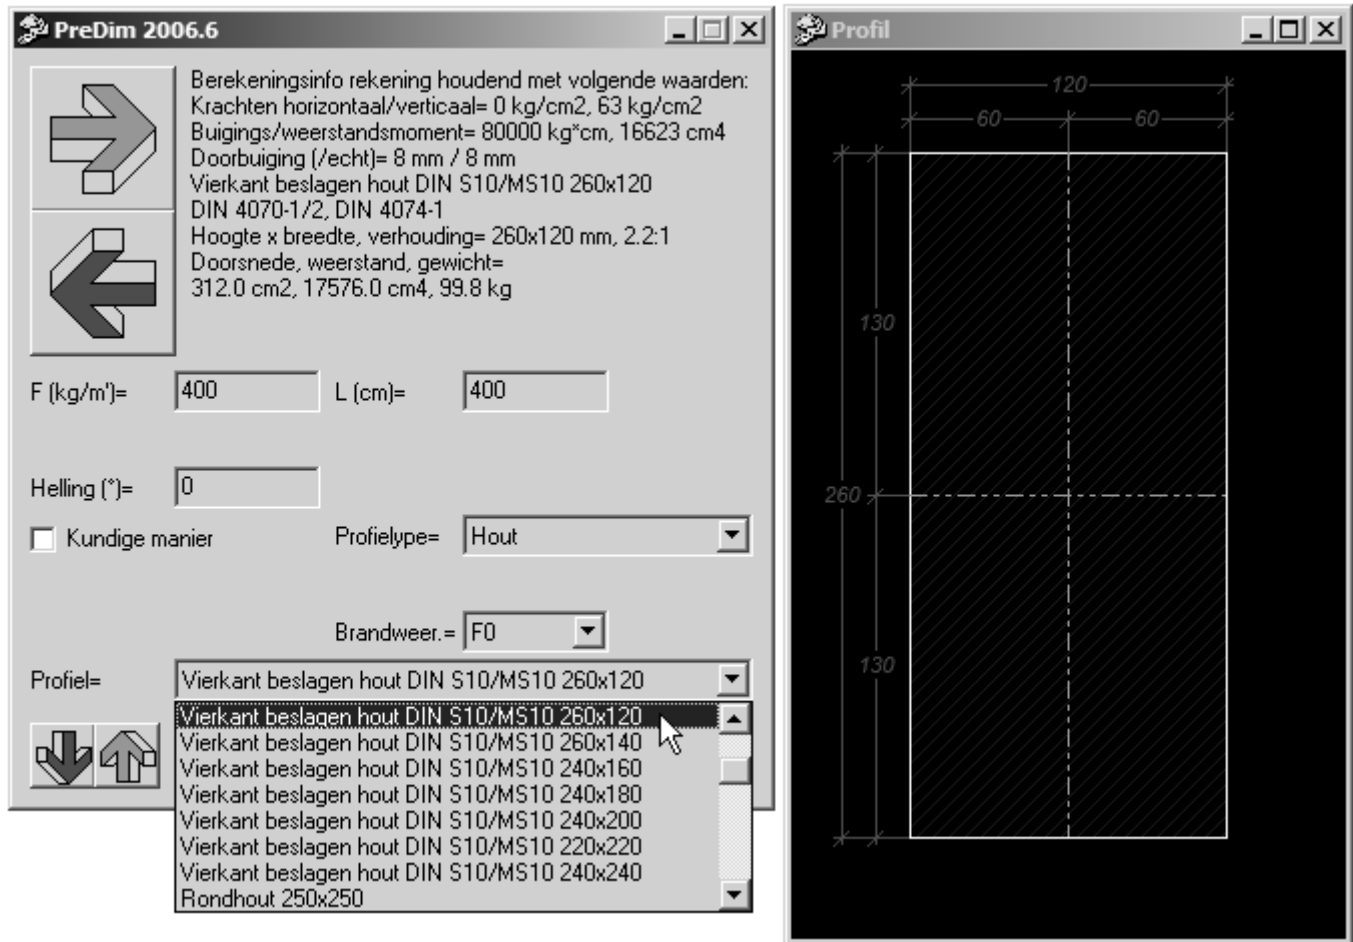 PreDim 2006.6
Berekeningsinfo rekening houdend met volgende waarden:
Krachten horizontaal/verticaal= 0 kg/cm2, 63 kg/cm2
Buigings/weerstandsmoment= 80000 kg*cm, 16623 cm4
Doorbuiging (/echt)= 8 mm / 8 mm
Vierkant beslagen hout DIN S10/MS10 260x120
DIN 4070-1/2, DIN 4074-1
Hoogte x breedte, verhouding= 260x120 mm, 2.2:1
Doorsnede, weerstand, gewicht=
312.0 cm2, 17576.0 cm4, 99.8 kg
F (kg/m')= 400 L (cm)= 400
Helling (°)= 0
Kundige manier Profielype= Hout
Brandweer.= F0
Profiel= Vierkant beslagen hout DIN S10/MS10 260x120
Vierkant beslagen hout DIN S10/MS10 260x120
Vierkant beslagen hout DIN S10/MS10 260x140
Vierkant beslagen hout DIN S10/MS10 240x160
Vierkant beslagen hout DIN S10/MS10 240x180
Vierkant beslagen hout DIN S10/MS10 240x200
Vierkant beslagen hout DIN S10/MS10 220x220
Vierkant beslagen hout DIN S10/MS10 240x240
Rondhout 250x250
Profil
120
60 60
130
260
130